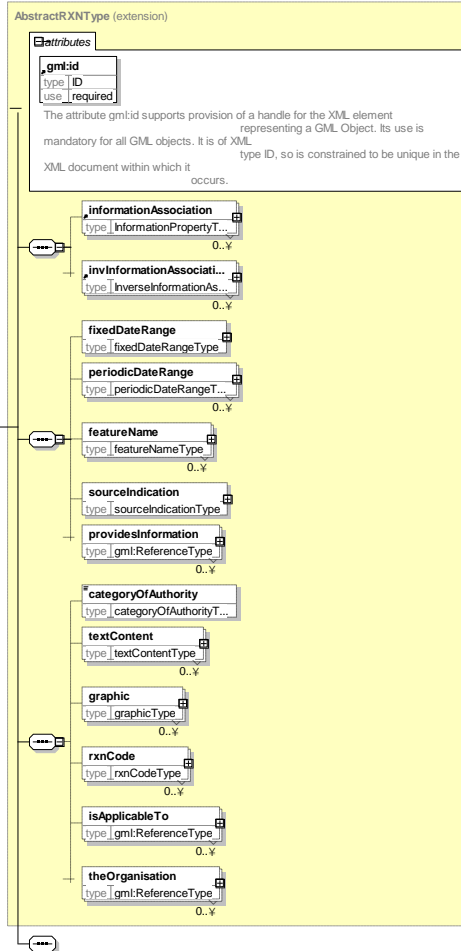 AbstractRXNType (extension)
attributes
gml:id
type ID
use required
The attribute gml:id supports provision of a handle for the XML element
representing a GML Object. Its use is
mandatory for all GML objects. It is of XML
type ID, so is constrained to be unique in the
XML document within which it
occurs.
informationAssociation
type InformationPropertyT...
0..¥
invInformationAssociati...
type InverseInformationAs...
0..¥
fixedDateRange
type fixedDateRangeType
periodicDateRange
type periodicDateRangeT...
0..¥
featureName
type featureNameType
0..¥
sourceIndication
type sourceIndicationType
providesInformation
type gml:ReferenceType
0..¥
categoryOfAuthority
type categoryOfAuthorityT...
textContent
type textContentType
0..¥
graphic
type graphicType
0..¥
rxnCode
type rxnCodeType
0..¥
isApplicableTo
type gml:ReferenceType
0..¥
theOrganisation
type gml:ReferenceType
0..¥